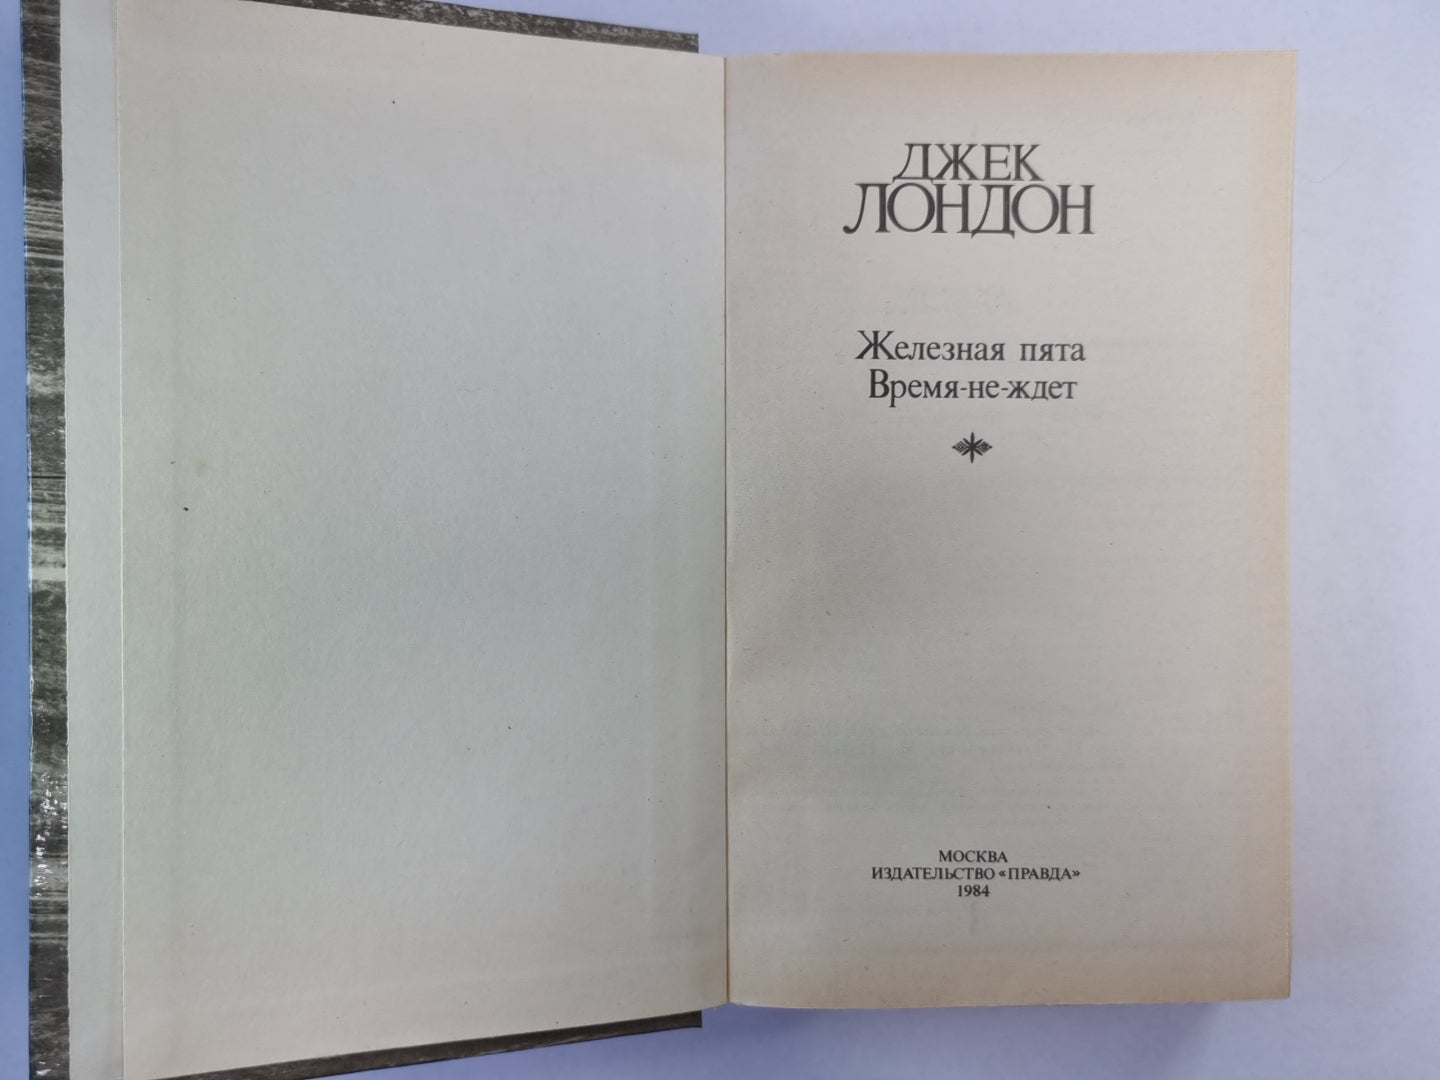 ДЖЕК
ЛОНДОН
Железная пята
Время-не-ждет
МОСКВА
ИЗДАТЕЛЬСТВО «ПРАВДА»
1984